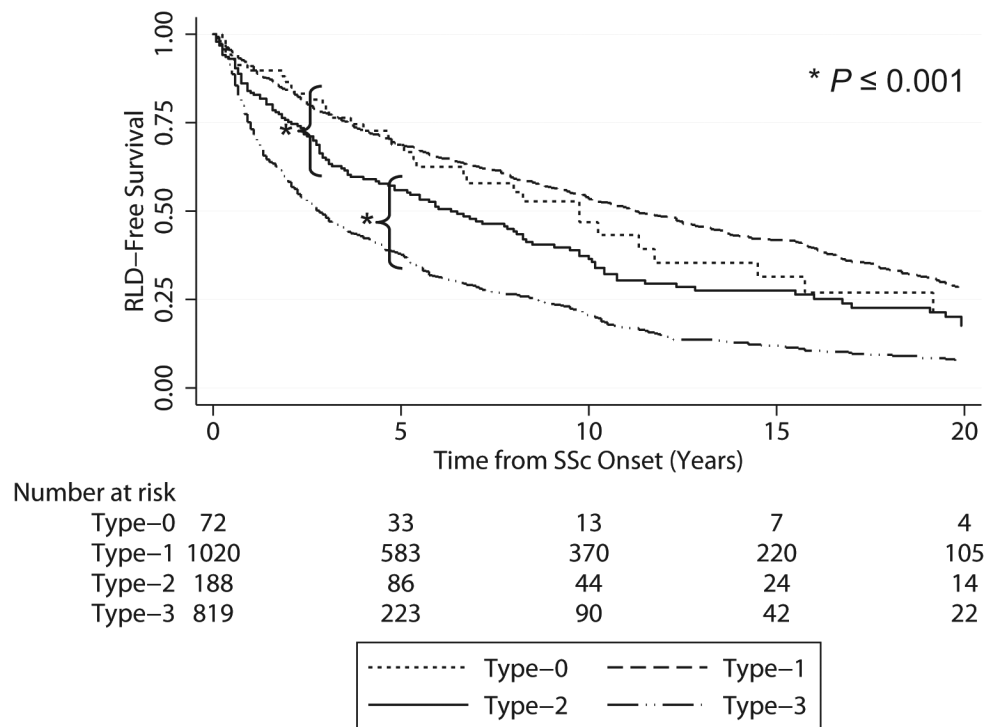 1.00
0.75
0.50
0.25
0.00
RLD-Free Survival
* P ≤ 0.001
*
*
0 5 10 15 20
Time from SSc Onset (Years)
Number at risk
Type-0 72 33 13 7 4
Type-1 1020 583 370 220 105
Type-2 188 86 44 24 14
Type-3 819 223 90 42 22
Type-0 Type-1
Type-2 Type-3